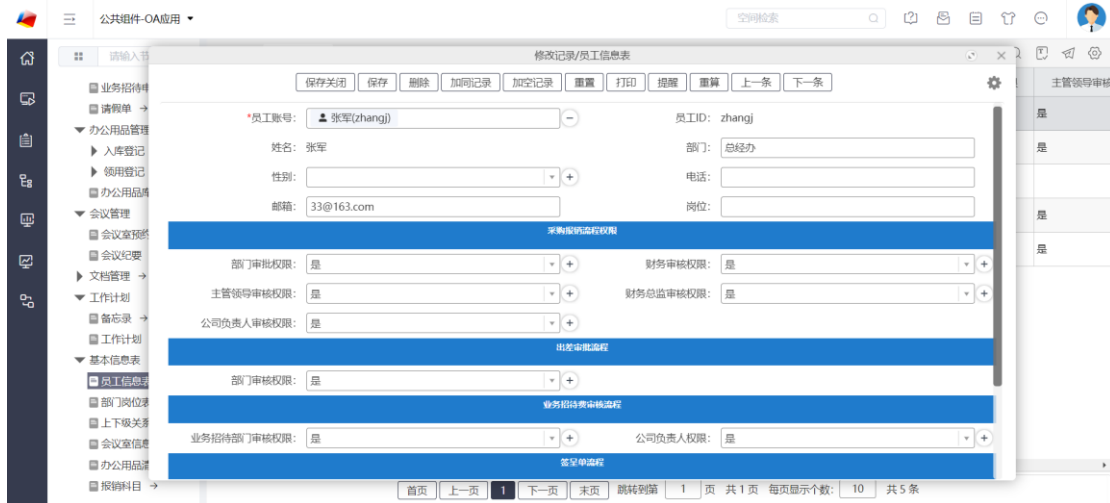 公共组件-OA应用
空间检索
请输入节
修改记录/员工信息表
保存关闭 保存 删除 加同记录 加空记录 重置 打印 提醒 重算 上一条 下一条
主管领导审核
业务招待申
请假单
办公用品管理
入库登记
领用登记
办公用品库
会议管理
会议室预约
会议纪要
文档管理
工作计划
备忘录
工作计划
基本信息表
员工信息表
部门岗位表
上下级关系
会议室信息
办公用品清
报销科目
*员工账号: 张军(zhangj) 员工ID: zhangj
姓名: 张军 部门: 总经办
性别: 电话:
邮箱: 33@163.com 岗位:
采购报销流程权限
部门审批权限: 是 财务审核权限: 是
主管领导审核权限: 是 财务总监审核权限: 是
公司负责人审核权限: 是
出差审批流程
部门审核权限: 是
业务招待费审核流程
业务招待部门审核权限: 是 公司负责人权限: 是
签呈单流程
是
是
是
是
首页 上一页 1 下一页 末页 跳转到第 1 页 共1页 每页显示个数: 10 共5条